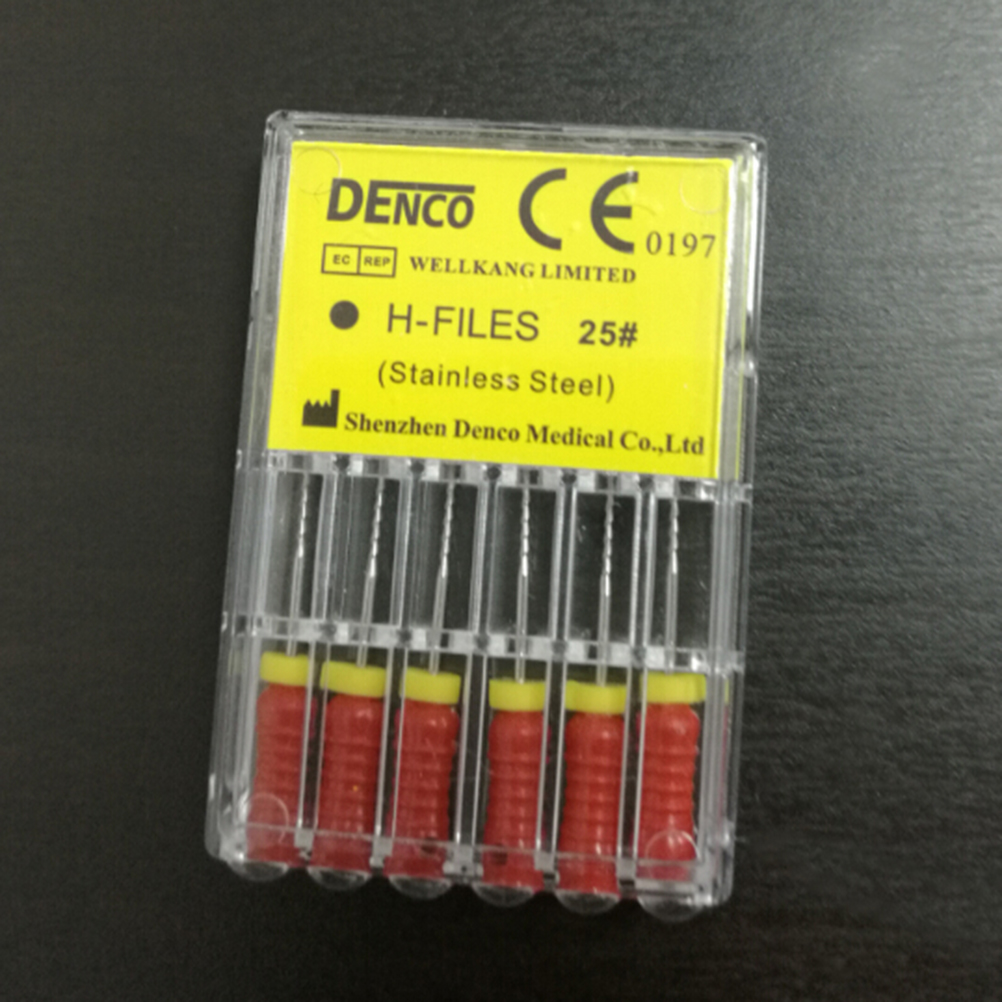 DENCO CE 0197
EC REP WELLKANG LIMITED
H-FILES 25#
(Stainless Steel)
Shenzhen Denco Medical Co.,Ltd